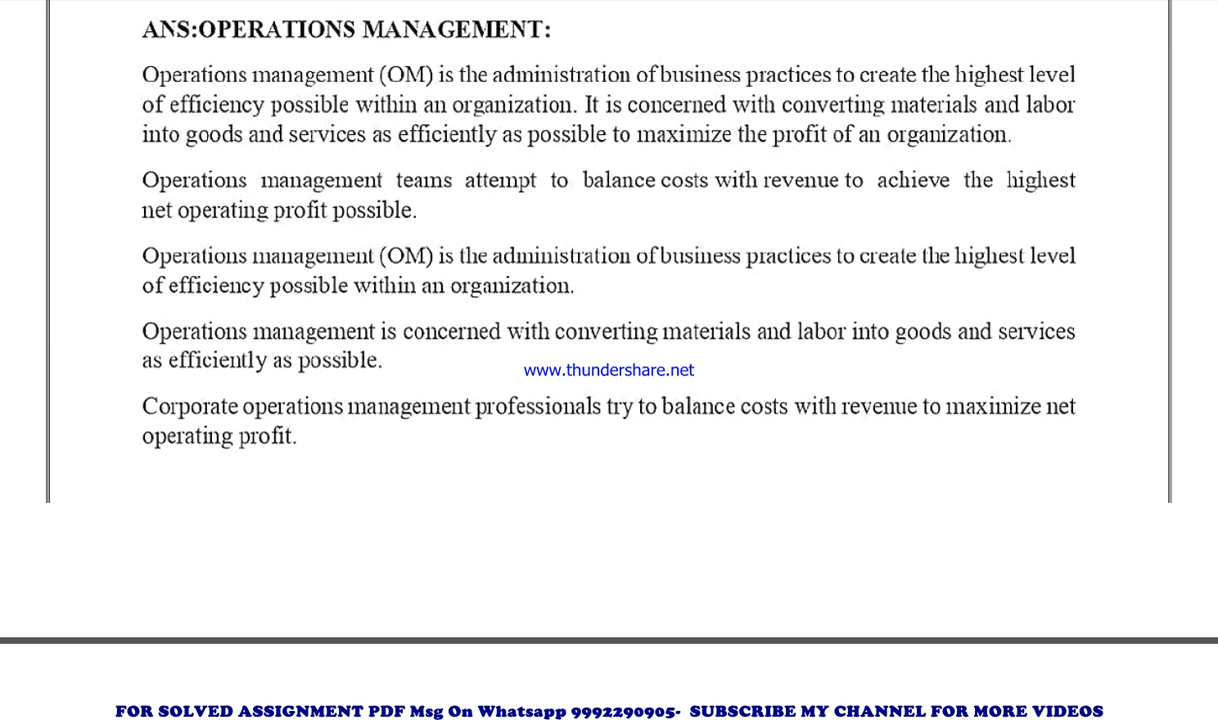 ANS:OPERATIONS MANAGEMENT:
Operations management (OM) is the administration of business practices to create the highest level
of efficiency possible within an organization. It is concerned with converting materials and labor
into goods and services as efficiently as possible to maximize the profit of an organization.
Operations management teams attempt to balance costs with revenue to achieve the highest
net operating profit possible.
Operations management (OM) is the administration of business practices to create the highest level
of efficiency possible within an organization.
Operations management is concerned with converting materials and labor into goods and services
as efficiently as possible.
www.thundershare.net
Corporate operations management professionals try to balance costs with revenue to maximize net
operating profit.
FOR SOLVED ASSIGNMENT PDF Msg On Whatsapp 9992290905- SUBSCRIBE MY CHANNEL FOR MORE VIDEOS